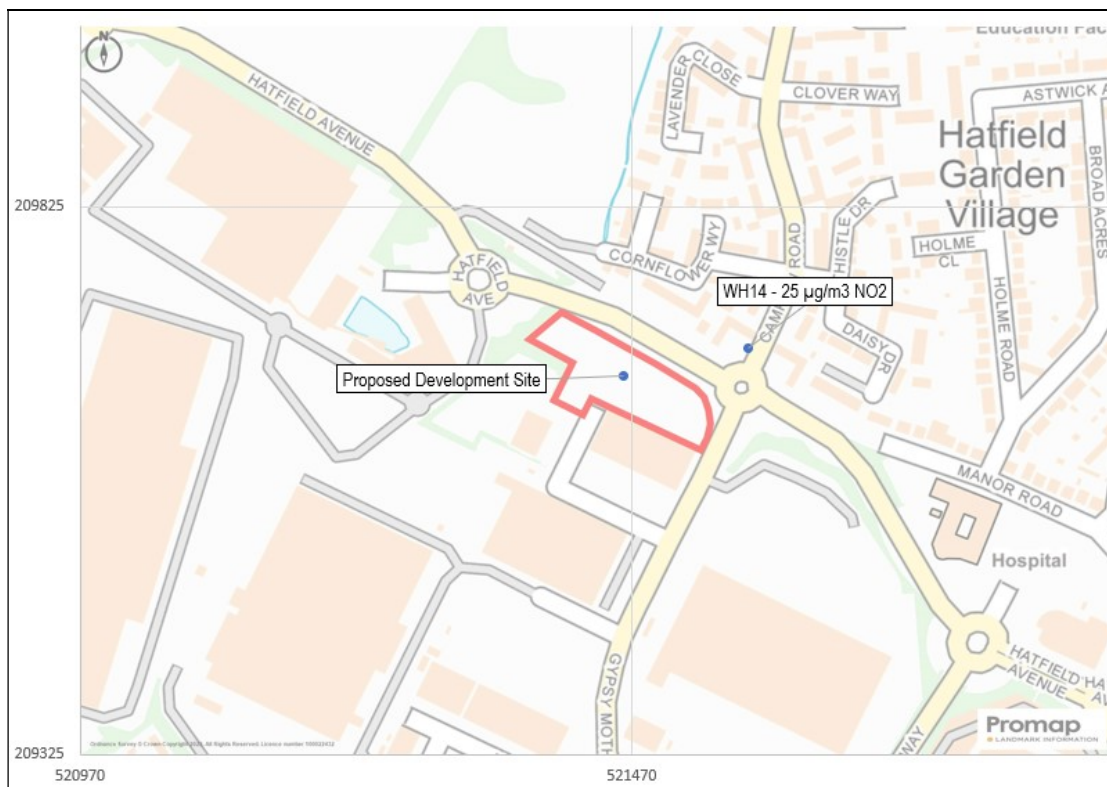 N
Education Fac
HATFIELD AVENUE
LAVENDER
CLOSE
CLOVER WAY
ASTWICK A
Hatfield
Garden
Village
BROAD ACRES
209825
HATFIELD
AVE
CORNFLOWER WY
THISTLE DR
HOLME
CL
HOLME ROAD
ROAD
WH14 - 25 µg/m3 NO2
DAISY DR
Proposed Development Site
MANOR ROAD
Hospital
GYPSY MOTH
HATFIELD
AVENUE
WAY
Promap
LANDMARK INFORMATION
209325
520970
521470